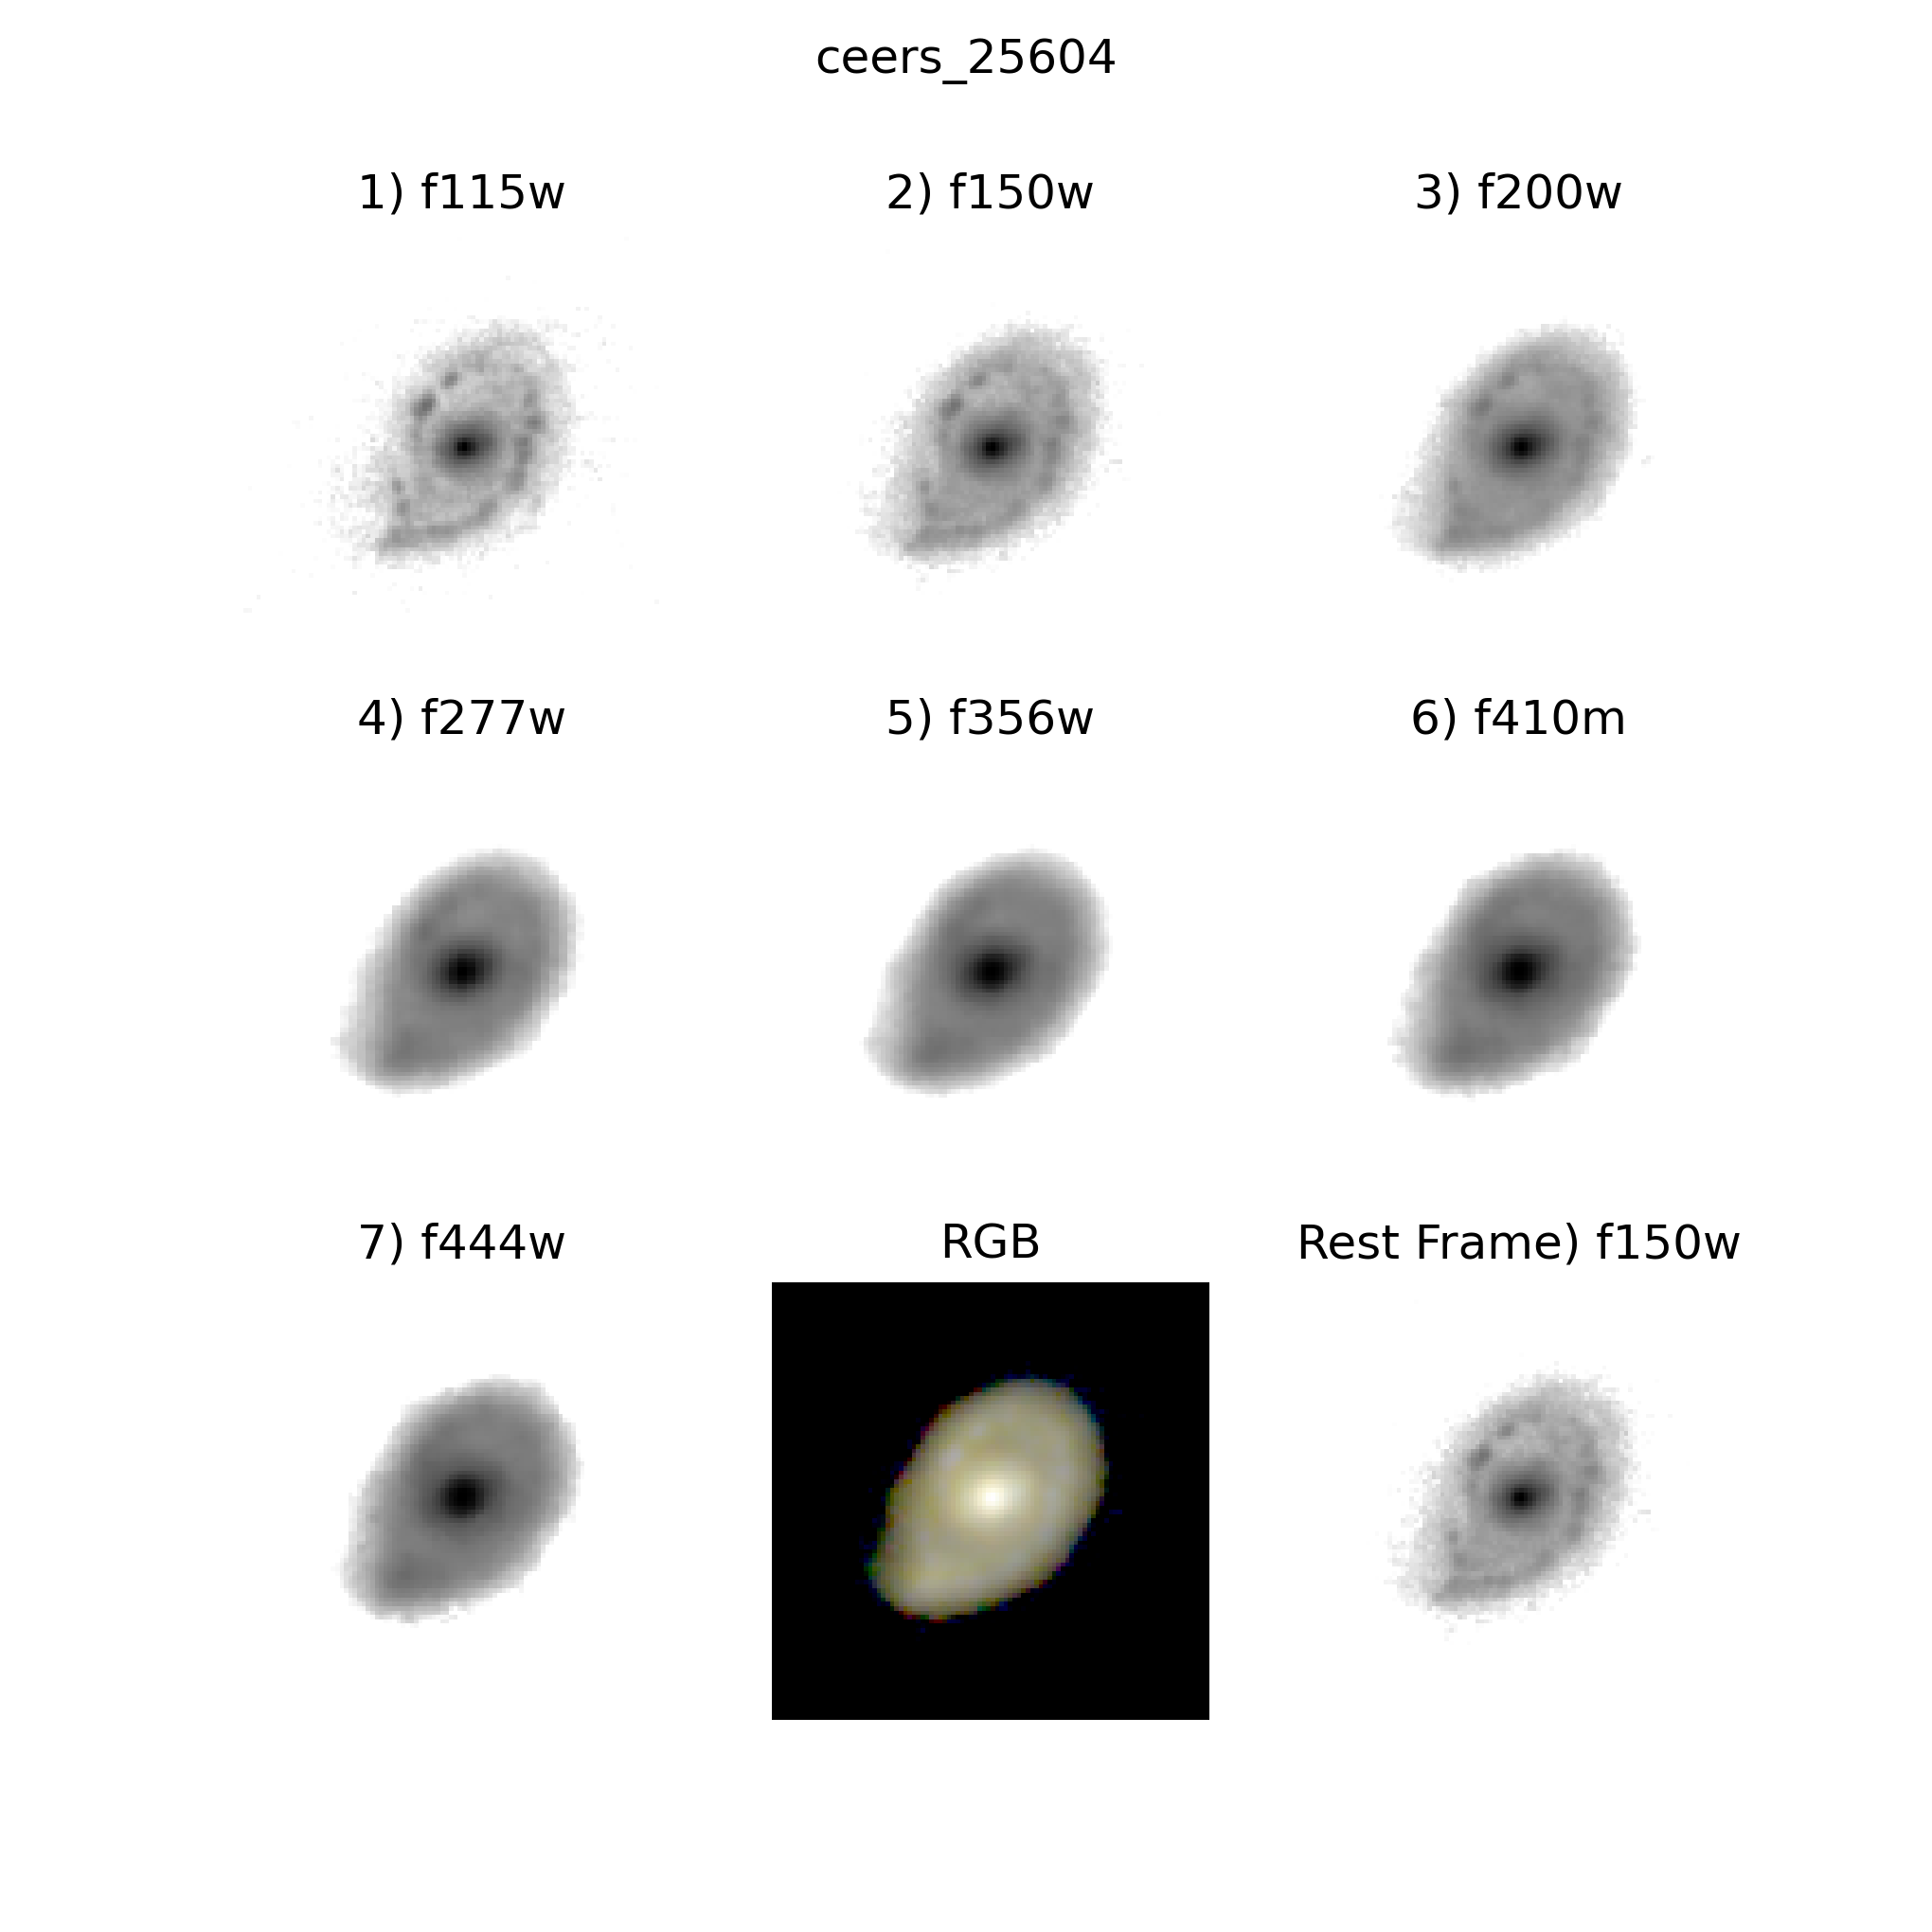 ceers_25604
1) f115w
2) f150w
3) f200w
4) f277w
5) f356w
6) f410m
7) f444w
RGB
Rest Frame) f150w